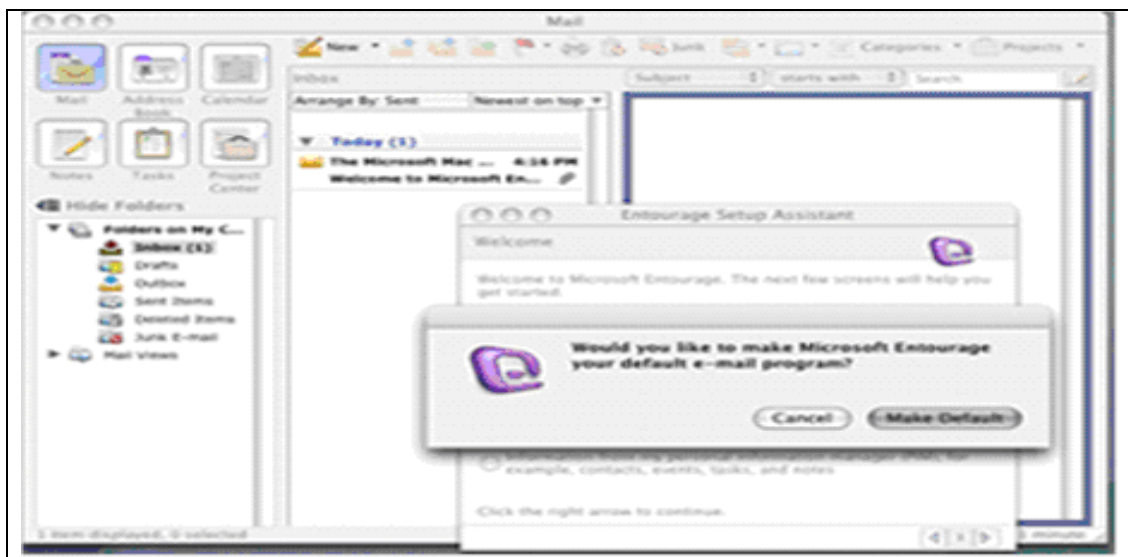 Mail
New
Junk
Categories
Projects
Mail
Address Book
Calendar
Notes
Tasks
Project Center
Hide Folders
Folders on My C...
Inbox (1)
Drafts
Outbox
Sent Items
Deleted Items
Junk E-mail
Mail Views
Inbox
Subject
starts with
Search
Arrange By: Sent
Newest on top
Today (1)
The Microsoft Mac ... 4:16 PM
Welcome to Microsoft En...
Entourage Setup Assistant
Welcome
Welcome to Microsoft Entourage. The next few screens will help you
get started.
Would you like to make Microsoft Entourage
your default e-mail program?
Cancel
Make Default
Information from my personal information manager (PIM), for
example, contacts, events, tasks, and notes
Click the right arrow to continue.
1 item displayed, 0 selected
minute